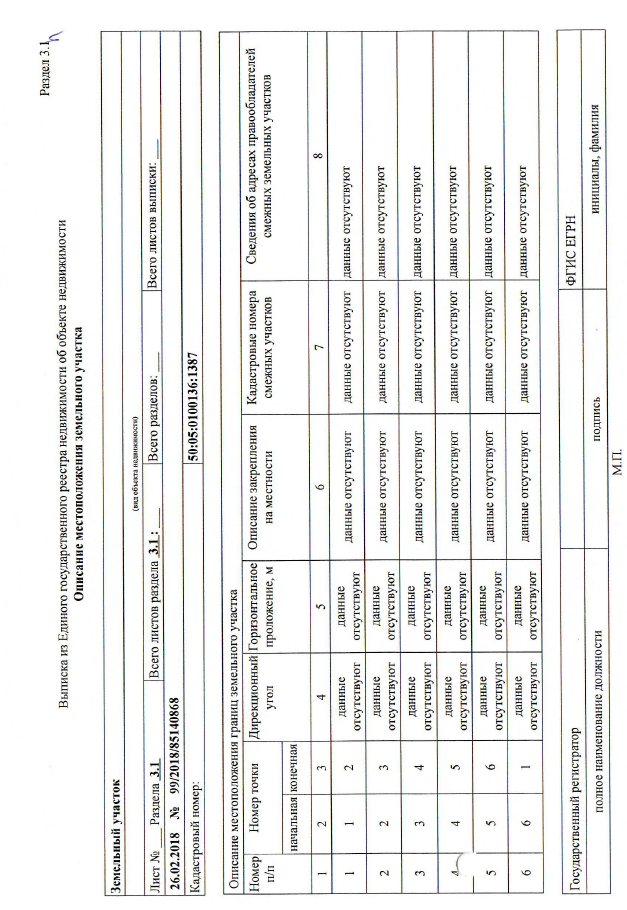 Раздел 3.1
Выписка из Единого государственного реестра недвижимости об объекте недвижимости
Описание местоположения земельного участка
Земельный участок
(вид объекта недвижимости)
Лист № ___ Раздела 3.1 Всего листов раздела 3.1 : ___ Всего разделов: ___ Всего листов выписки: ___
26.02.2018 № 99/2018/85140868
Кадастровый номер: 50:05:0100136:1387
Описание местоположения границ земельного участка
Номер п/п Номер точки Дирекционный угол Горизонтальное проложение, м Описание закрепления на местности Кадастровые номера смежных участков Сведения об адресах правообладателей смежных земельных участков
начальная конечная
1 2 3 4 5 6 7 8
1 1 2 данные отсутствуют данные отсутствуют данные отсутствуют данные отсутствуют данные отсутствуют
2 2 3 данные отсутствуют данные отсутствуют данные отсутствуют данные отсутствуют данные отсутствуют
3 3 4 данные отсутствуют данные отсутствуют данные отсутствуют данные отсутствуют данные отсутствуют
4 4 5 данные отсутствуют данные отсутствуют данные отсутствуют данные отсутствуют данные отсутствуют
5 5 6 данные отсутствуют данные отсутствуют данные отсутствуют данные отсутствуют данные отсутствуют
6 6 1 данные отсутствуют данные отсутствуют данные отсутствуют данные отсутствуют данные отсутствуют
Государственный регистратор ФГИС ЕГРН
полное наименование должности подпись инициалы, фамилия
М.П.